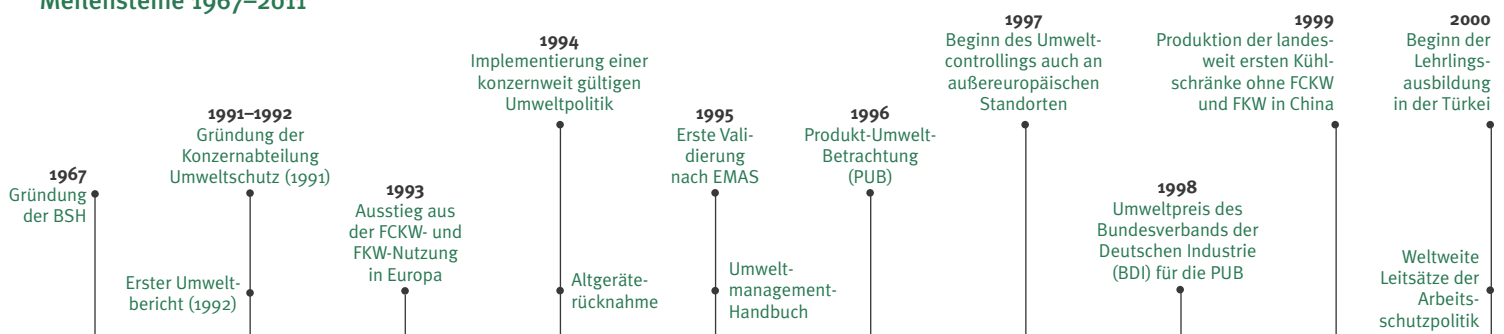 Meilensteine 1967–2011
1967
Gründung
der BSH
1991–1992
Gründung der
Konzernabteilung
Umweltschutz (1991)
Erster Umwelt-
bericht (1992)
1993
Ausstieg aus
der FCKW- und
FKW-Nutzung
in Europa
1994
Implementierung einer
konzernweit gültigen
Umweltpolitik
Altgeräte-
rücknahme
1995
Erste Vali-
dierung
nach EMAS
Umwelt-
management-
Handbuch
1996
Produkt-Umwelt-
Betrachtung
(PUB)
1997
Beginn des Umwelt-
controllings auch an
außereuropäischen
Standorten
1998
Umweltpreis des
Bundesverbands der
Deutschen Industrie
(BDI) für die PUB
1999
Produktion der landes-
weit ersten Kühl-
schränke ohne FCKW
und FKW in China
2000
Beginn der
Lehrlings-
ausbildung
in der Türkei
Weltweite
Leitsätze der
Arbeits-
schutzpolitik